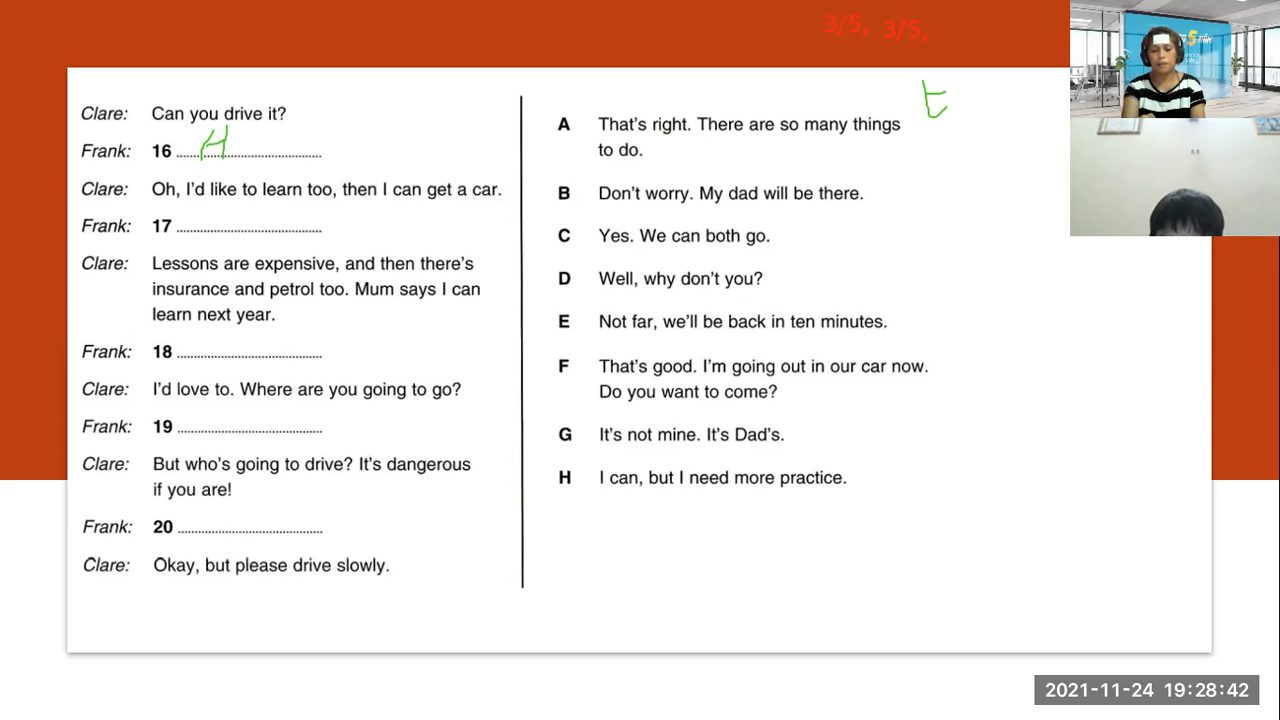 3/5, 3/5,
t
Clare: Can you drive it?
Frank: 16 ............ H
Clare: Oh, I'd like to learn too, then I can get a car.
Frank: 17 ............
Clare: Lessons are expensive, and then there's
insurance and petrol too. Mum says I can
learn next year.
Frank: 18 ............
Clare: I'd love to. Where are you going to go?
Frank: 19 ............
Clare: But who's going to drive? It's dangerous
if you are!
Frank: 20 ............
Clare: Okay, but please drive slowly.
A That's right. There are so many things
to do.
B Don't worry. My dad will be there.
C Yes. We can both go.
D Well, why don't you?
E Not far, we'll be back in ten minutes.
F That's good. I'm going out in our car now.
Do you want to come?
G It's not mine. It's Dad's.
H I can, but I need more practice.
2021-11-24 19:28:42